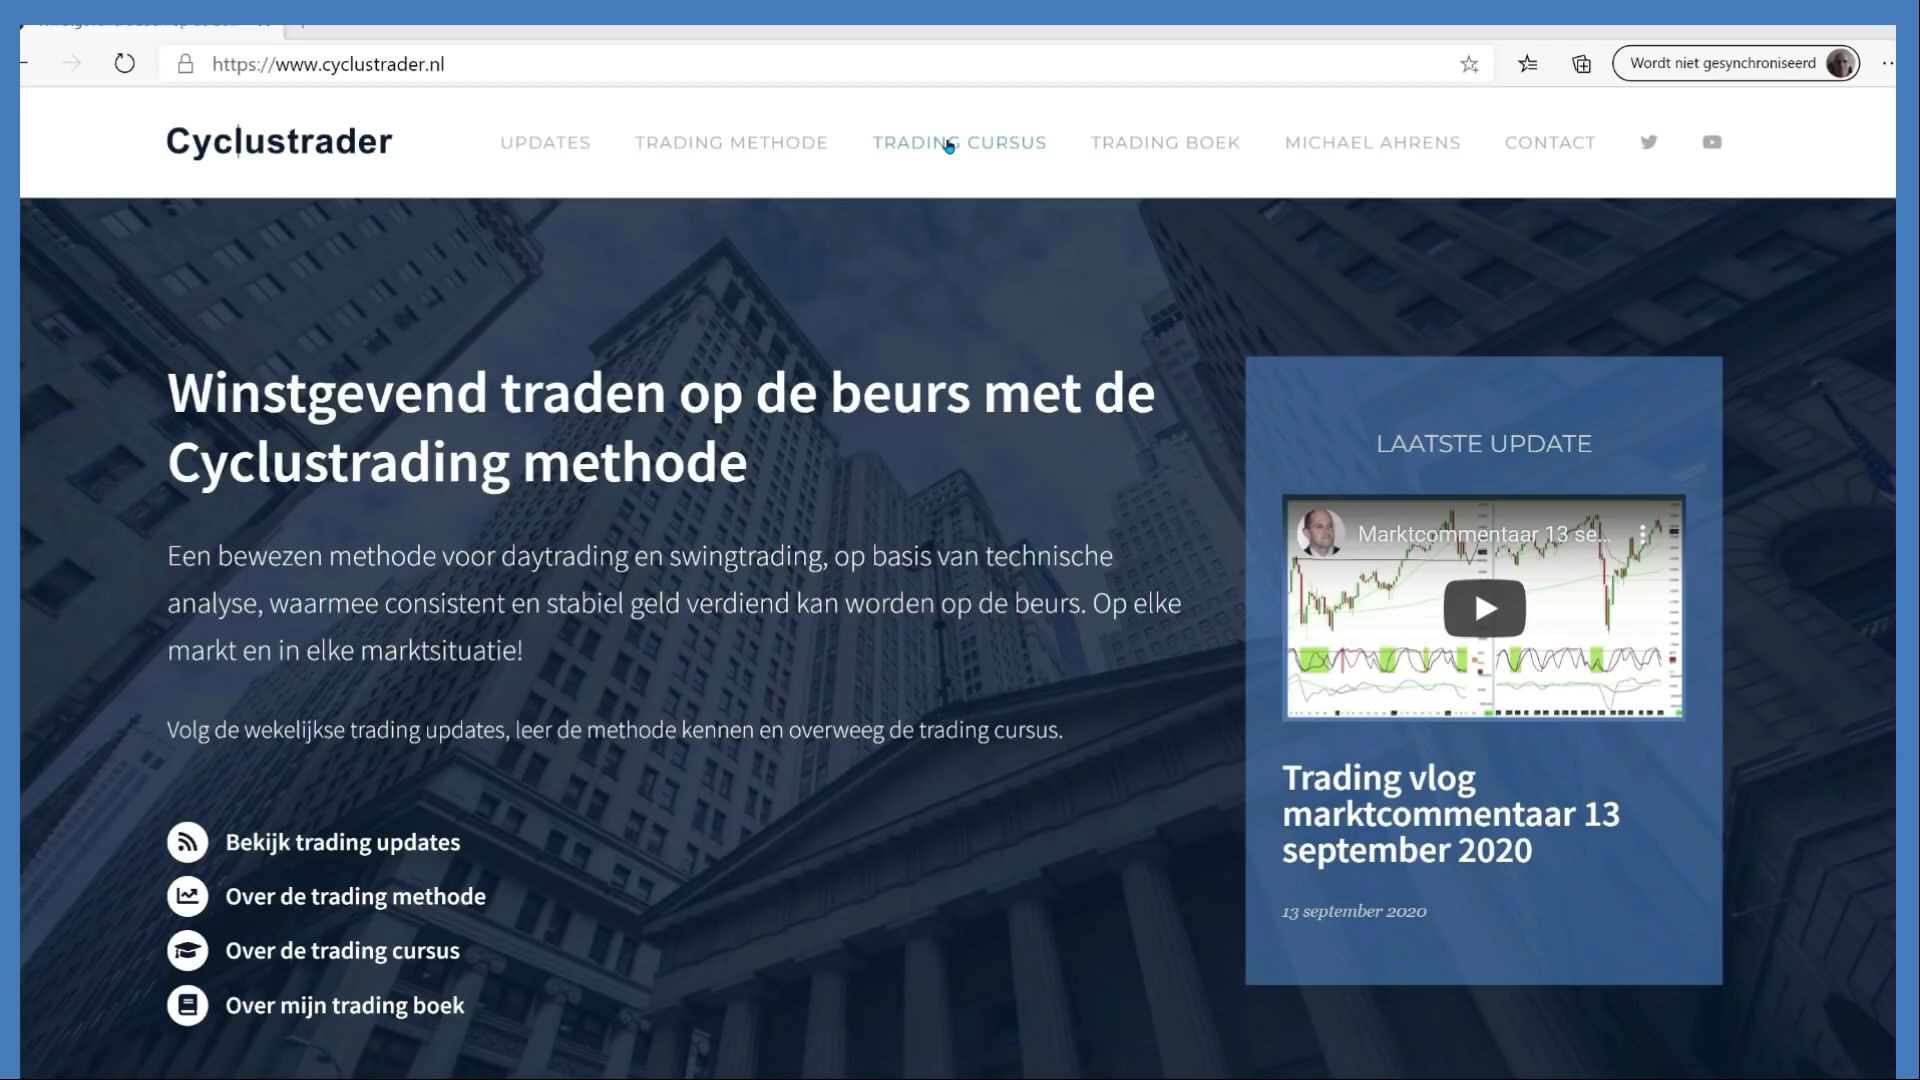 https://www.cyclustrader.nl
Wordt niet gesynchroniseerd
Cyclustrader
UPDATES
TRADING METHODE
TRADING CURSUS
TRADING BOEK
MICHAEL AHRENS
CONTACT
Winstgevend traden op de beurs met de
Cyclustrading methode
Een bewezen methode voor daytrading en swingtrading, op basis van technische
analyse, waarmee consistent en stabiel geld verdiend kan worden op de beurs. Op elke
markt en in elke marktsituatie!
Volg de wekelijkse trading updates, leer de methode kennen en overweeg de trading cursus.
Bekijk trading updates
Over de trading methode
Over de trading cursus
Over mijn trading boek
LAATSTE UPDATE
Marktcommentaar 13 se...
Trading vlog
marktcommentaar 13
september 2020
13 september 2020